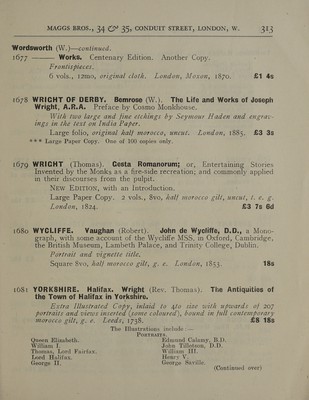 MAGGS BROS., 34 & 35, CONDUIT STREET, LONDON, W. 313
Wordsworth (W.)—continued.
1677 ——— Works. Centenary Edition. Another Copy.
Frontispieces.
6 vols., 12mo, original cloth. London, Moxon, 1870. £1 4s
1678 WRIGHT OF DERBY. Bemrose (W.). The Life and Works of Joseph
Wright, A.R.A. Preface by Cosmo Monkhouse.
With two large and fine etchings by Seymour Haden and engrav-
ings in the text on India Paper.
Large folio, original half morocco, uncut. London, 1885. £3 3s
*** Large Paper Copy. One of 100 copies only.
1679 WRIGHT (Thomas). Gesta Romanorum; or, Entertaining Stories
Invented by the Monks as a fire-side recreation; and commonly applied
in their discourses from the pulpit.
NEW EDITION, with an Introduction.
Large Paper Copy. 2 vols., 8vo, half morocco gilt, uncut, t. e. g.
London, 1824. £3 7s 6d
1680 WYCLIFFE. Vaughan (Robert). John de Wycliffe, D.D., a Mono-
graph, with some account of the Wycliffe MSS. in Oxford, Cambridge,
the British Museum, Lambeth Palace, and Trinity College, Dublin.
Portrait and vignette title.
Square 8vo, half morocco gilt, g. e. London, 1853. 18s
1681 YORKSHIRE. Halifax. Wright (Rev. Thomas). The Antiquities of
the Town of Halifax in Yorkshire.
Extra Illustrated Copy, inlaid to 4to size with upwards of 207
portraits and views inserted (some coloured), bound in full contemporary
morocco gilt, g. e. Leeds, 1738. £8 18s
The Illustrations include:—
PORTRAITS.
Queen Elizabeth. Edmund Calamy, B.D.
William I. John Tillotson, D.D.
Thomas, Lord Fairfax. William III.
Lord Halifax. Henry V.
George II. George Saville.
(Continued over)